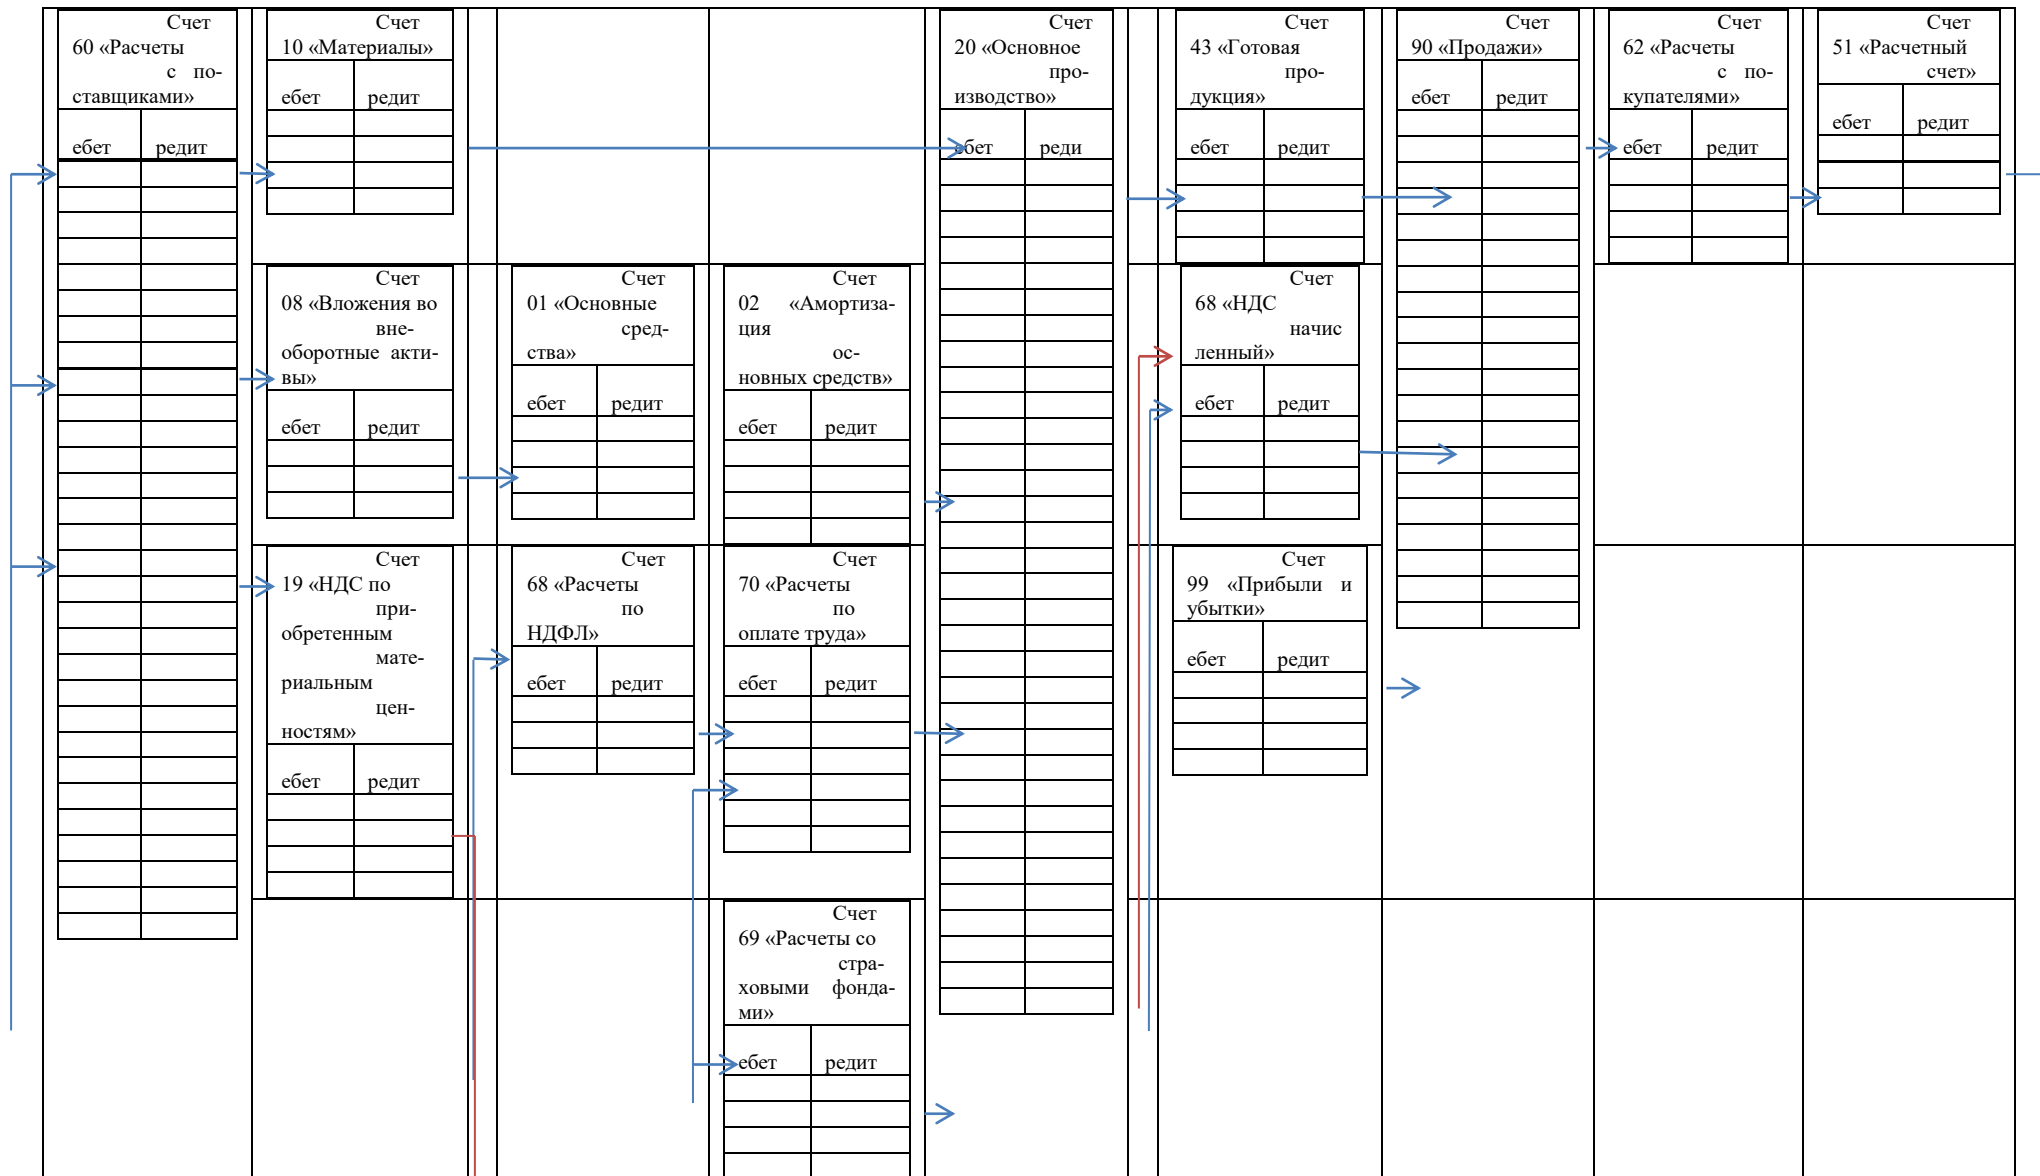 Счет
60 «Расчеты
с по-
ставщиками»
ебет редит
Счет
10 «Материалы»
ебет редит
Счет
20 «Основное
про-
изводство»
ебет реди
Счет
43 «Готовая
про-
дукция»
ебет редит
Счет
90 «Продажи»
ебет редит
Счет
62 «Расчеты
с по-
купателями»
ебет редит
Счет
51 «Расчетный
счет»
ебет редит
Счет
08 «Вложения во
вне-
оборотные акти-
вы»
ебет редит
Счет
01 «Основные
сред-
ства»
ебет редит
Счет
02 «Амортиза-
ция
ос-
новных средств»
ебет редит
Счет
68 «НДС
начис
ленный»
ебет редит
Счет
19 «НДС по
при-
обретенным
мате-
риальным
цен-
ностям»
ебет редит
Счет
68 «Расчеты
по
НДФЛ»
ебет редит
Счет
70 «Расчеты
по
оплате труда»
ебет редит
Счет
99 «Прибыли и
убытки»
ебет редит
Счет
69 «Расчеты со
стра-
ховыми фонда-
ми»
ебет редит